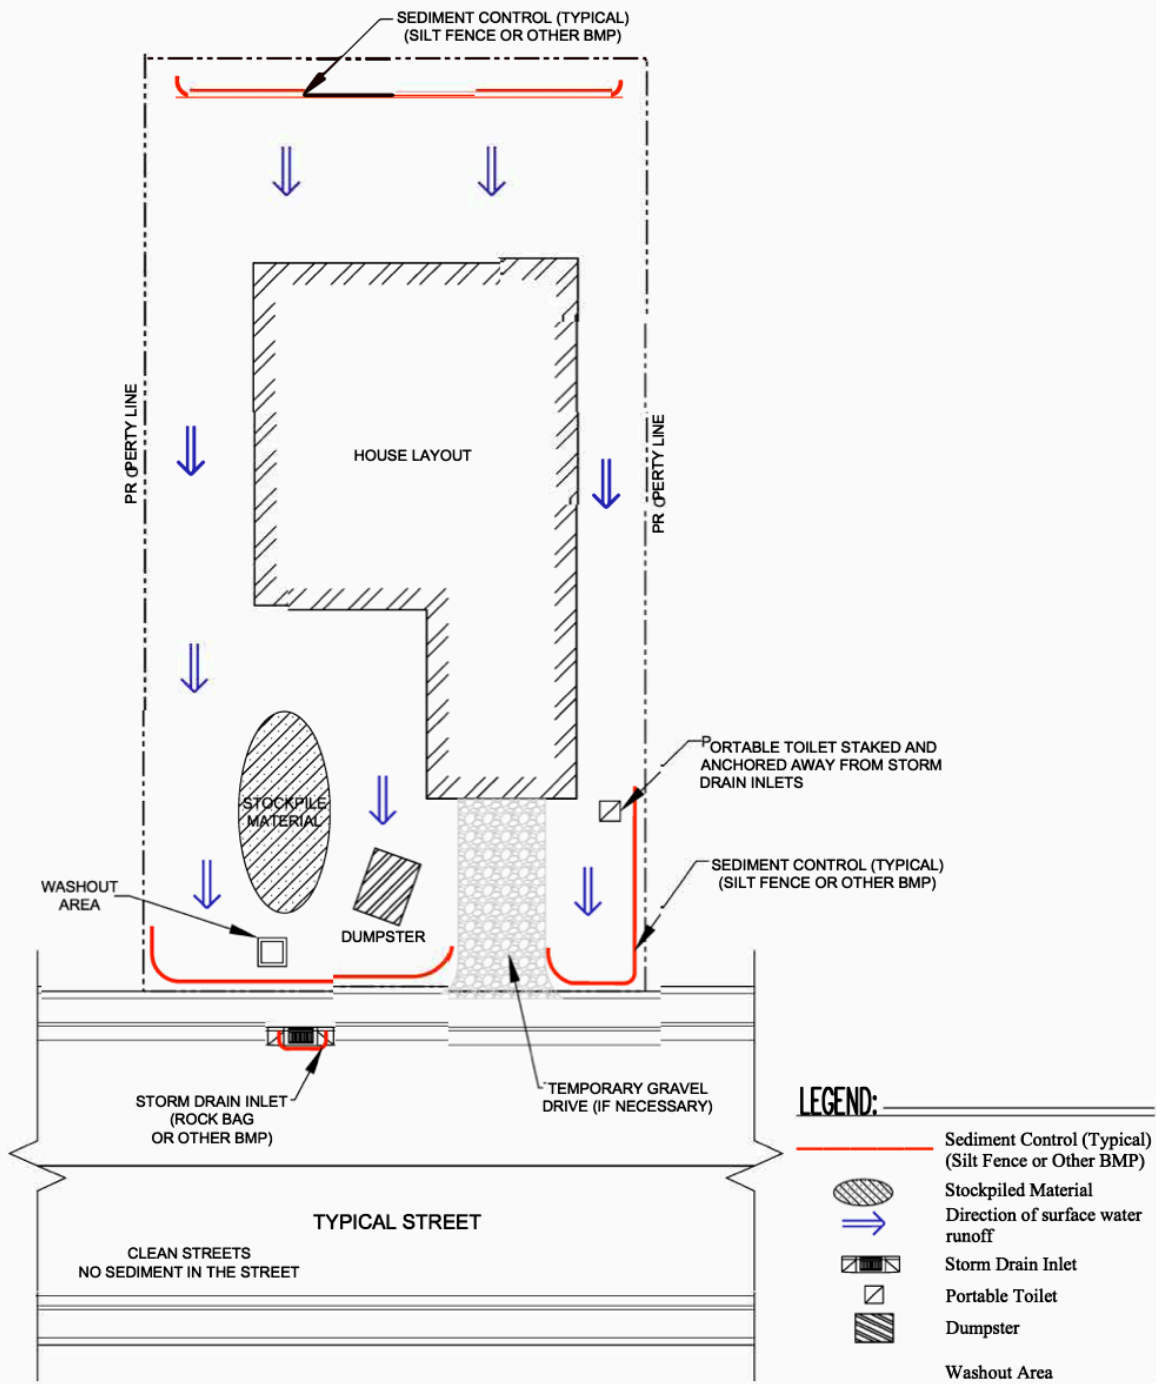 SEDIMENT CONTROL (TYPICAL)
(SILT FENCE OR OTHER BMP)
PROPERTY LINE
HOUSE LAYOUT
PROPERTY LINE
PORTABLE TOILET STAKED AND
ANCHORED AWAY FROM STORM
DRAIN INLETS
STOCKPILE
MATERIAL
SEDIMENT CONTROL (TYPICAL)
(SILT FENCE OR OTHER BMP)
WASHOUT
AREA
DUMPSTER
STORM DRAIN INLET
(ROCK BAG
OR OTHER BMP)
TEMPORARY GRAVEL
DRIVE (IF NECESSARY)
TYPICAL STREET
CLEAN STREETS
NO SEDIMENT IN THE STREET
LEGEND:
Sediment Control (Typical)
(Silt Fence or Other BMP)
Stockpiled Material
Direction of surface water
runoff
Storm Drain Inlet
Portable Toilet
Dumpster
Washout Area